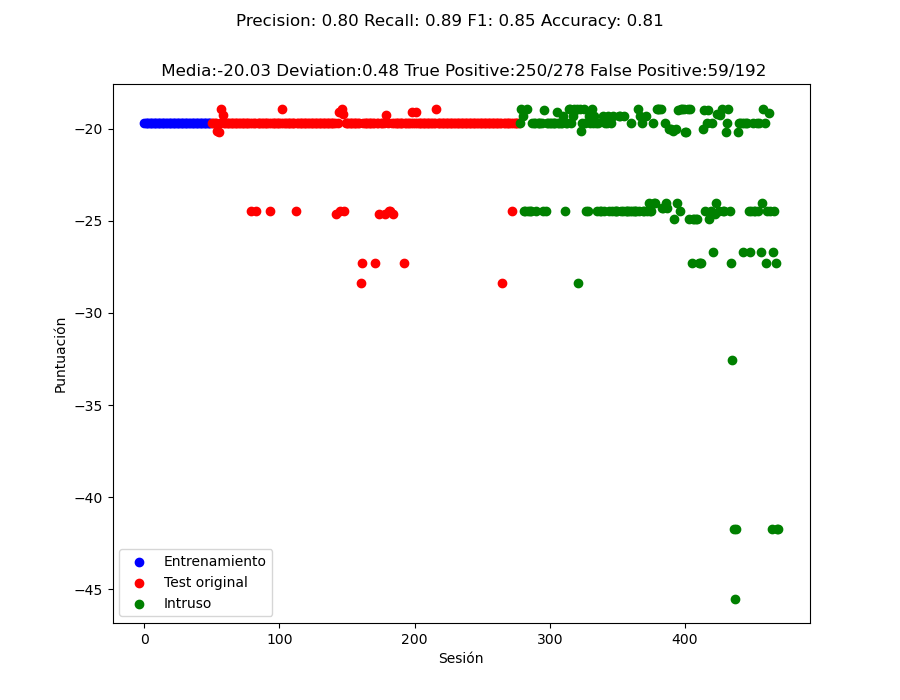 Precision: 0.80 Recall: 0.89 F1: 0.85 Accuracy: 0.81
Media:-20.03 Deviation:0.48 True Positive:250/278 False Positive:59/192
−20
−25
−30
−35
−40
−45
Puntuación
Entrenamiento
Test original
Intruso
0
100
200
300
400
Sesión